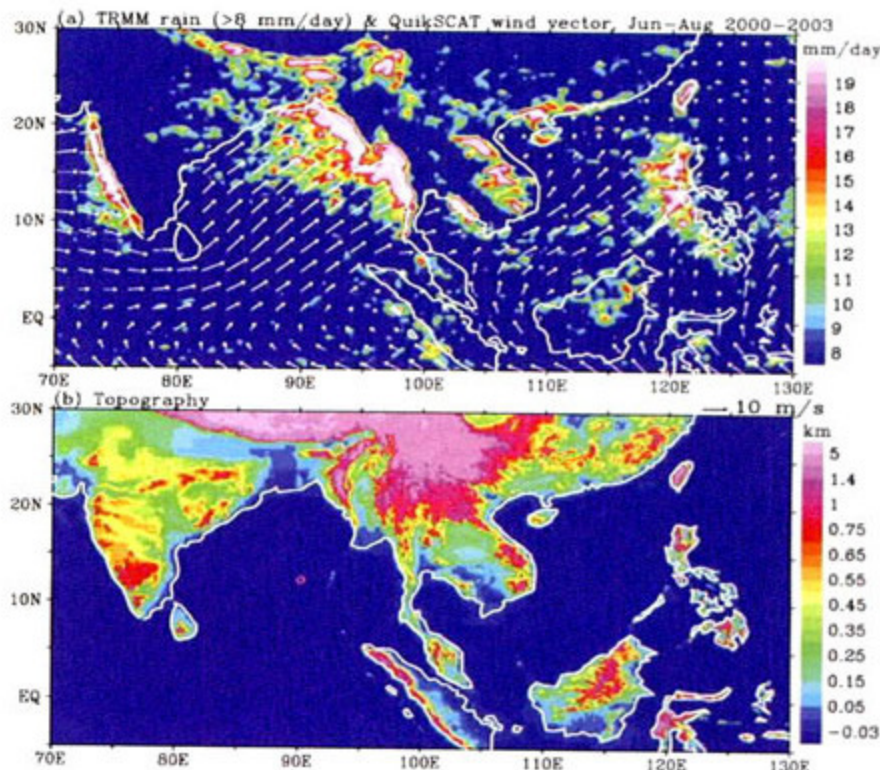 (a) TRMM rain (>8 mm/day) & QuikSCAT wind vector, Jun-Aug 2000-2003
mm/day
30N
20N
10N
EQ
19
18
17
16
15
14
13
12
11
10
9
8
70E 80E 90E 100E 110E 120E 130E
(b) Topography
10 m/s
km
30N
20N
10N
EQ
5
1.4
1
0.75
0.65
0.55
0.45
0.35
0.25
0.15
0.05
-0.03
70E 80E 90E 100E 110E 120E 130E